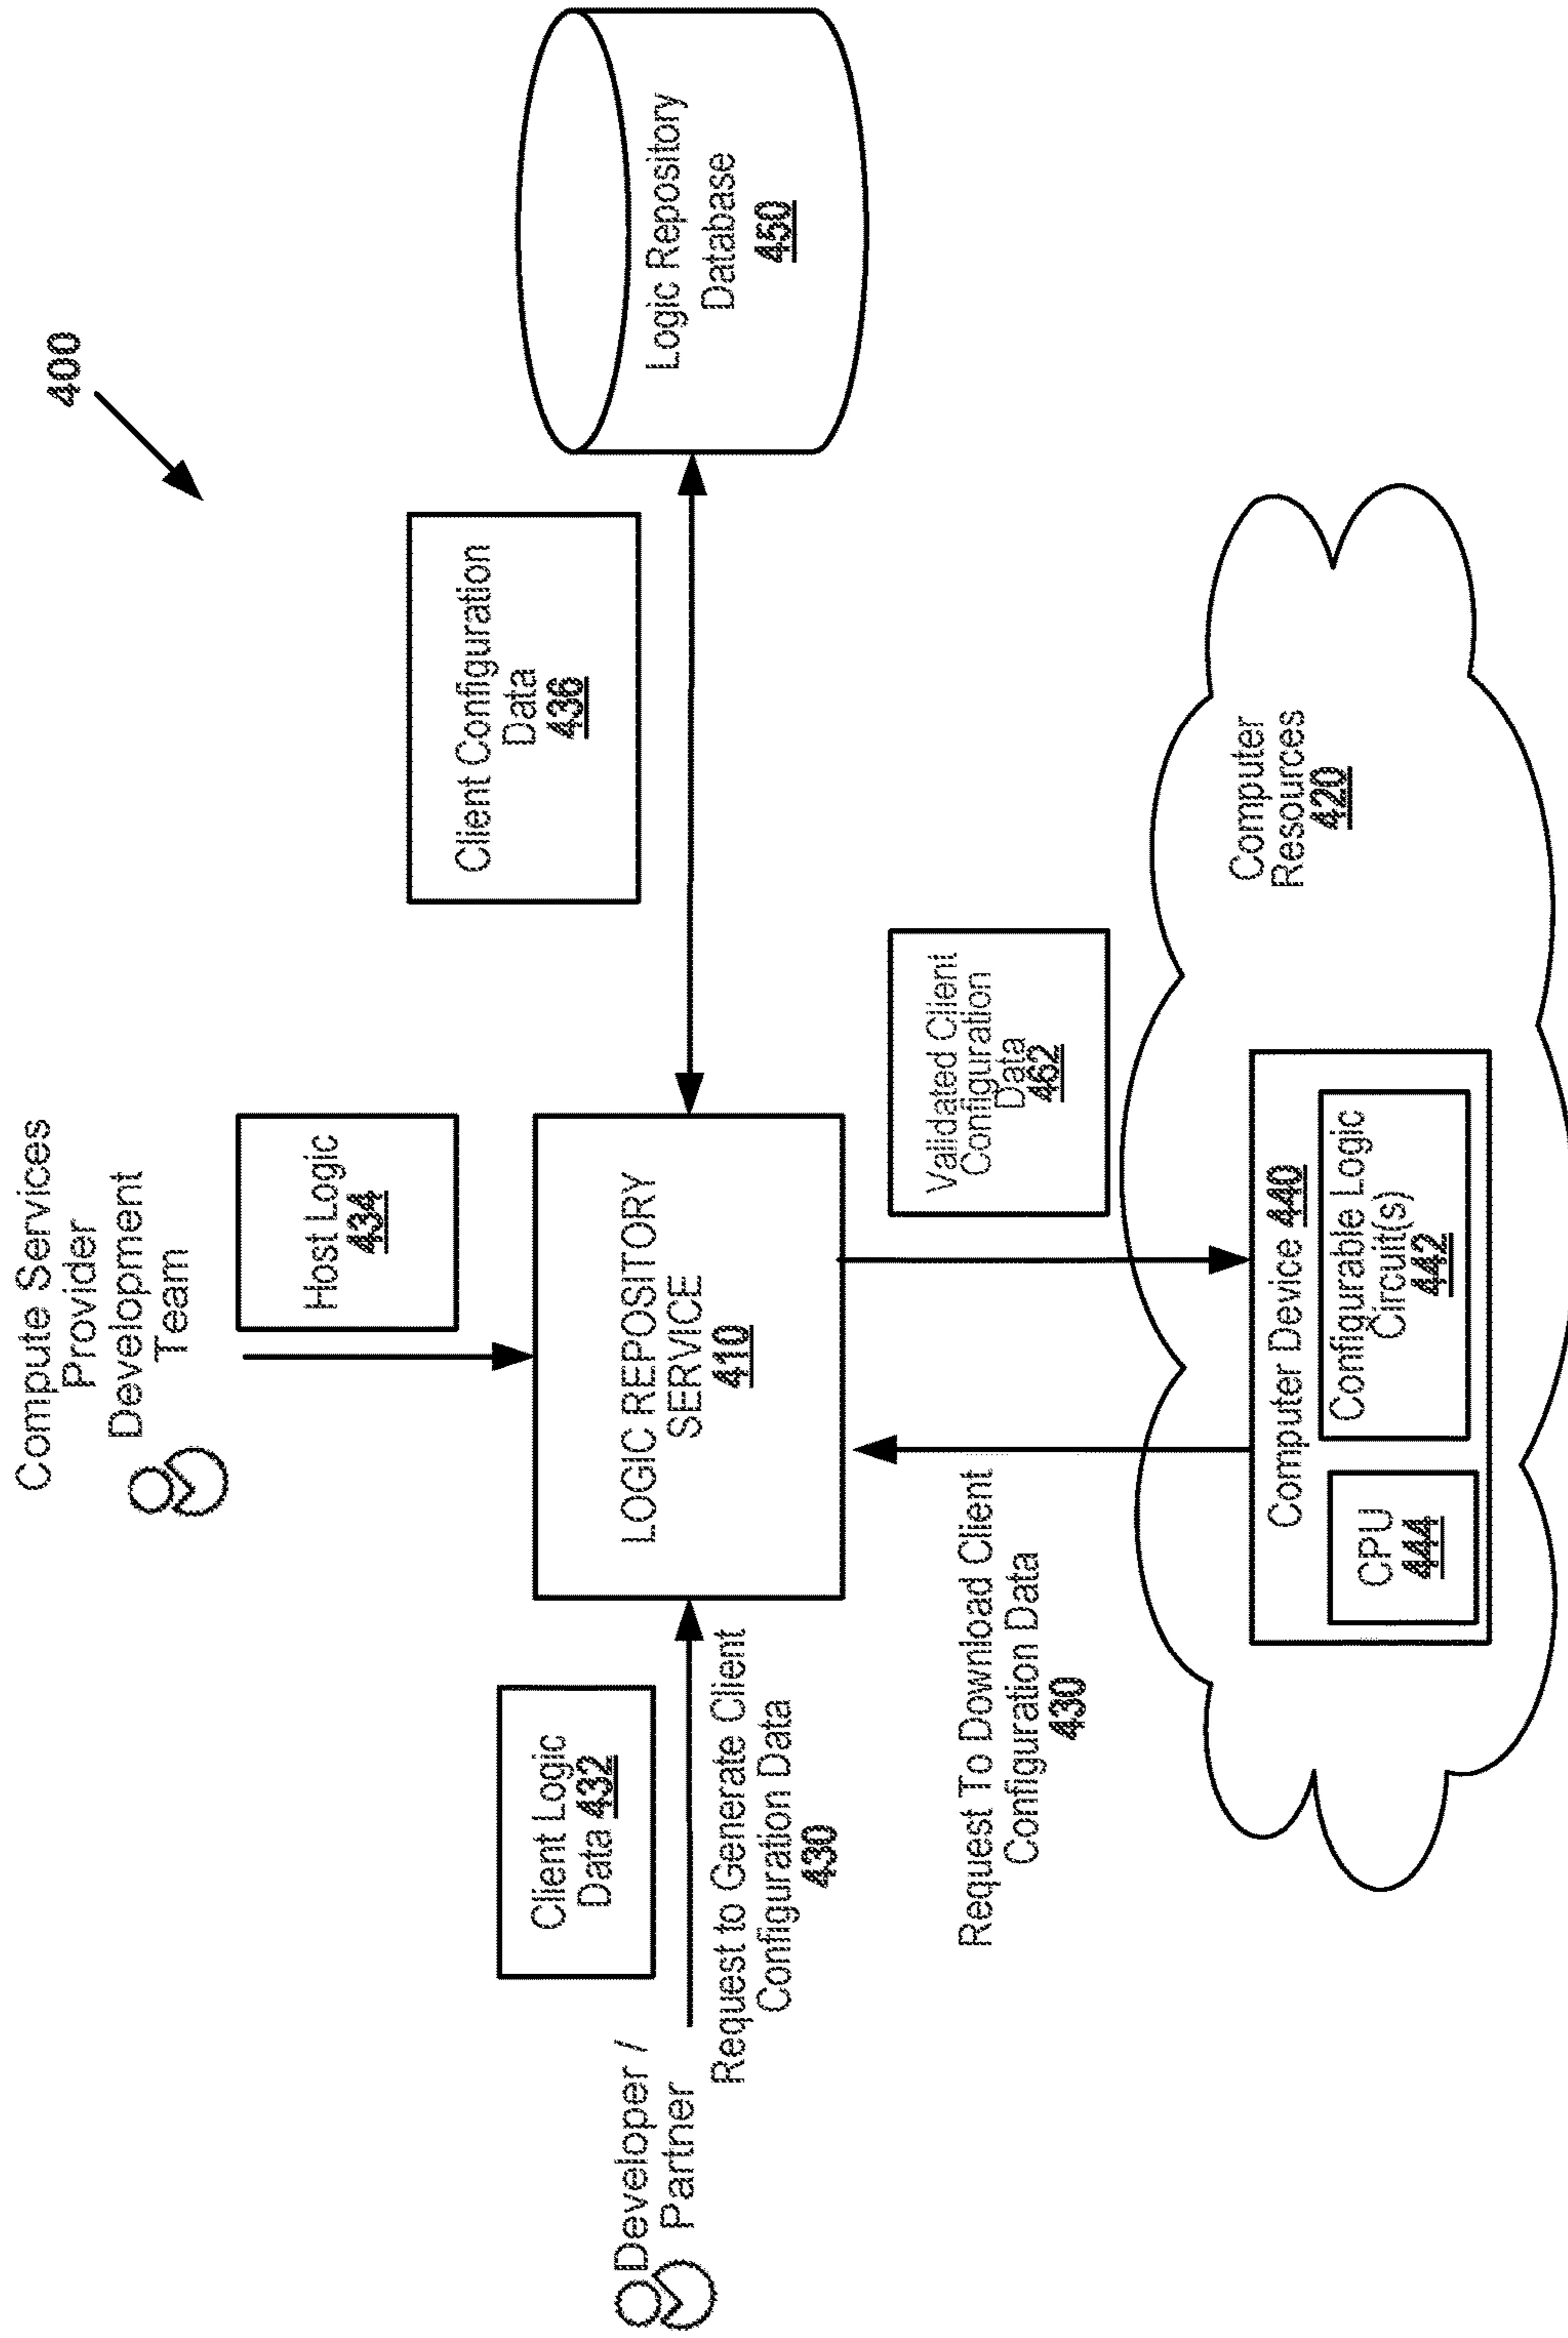 400
Compute Services
Provider
Development
Team
Host Logic
434
Client Configuration
Data
436
Logic Repository
Database
450
Client Logic
Data 432
Developer /
Partner
Request to Generate Client
Configuration Data
430
LOGIC REPOSITORY
SERVICE
410
Validated Client
Configuration
Data
462
Request To Download Client
Configuration Data
430
Computer
Resources
420
Computer Device 440
CPU
444
Configurable Logic
Circuit(s)
442